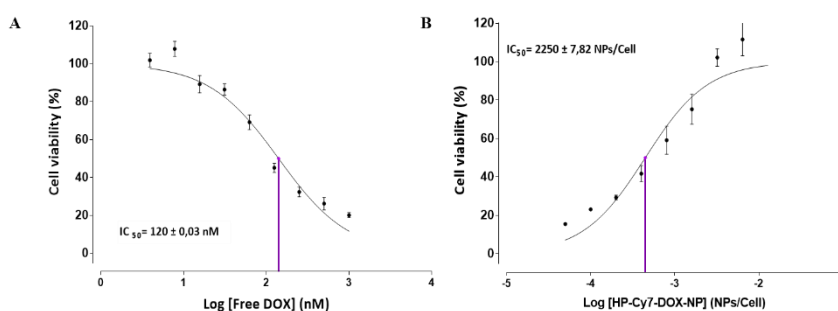 A
Cell viability (%)
120
100
80
60
40
20
0
IC 50= 120 ± 0,03 nM
0
1
2
3
4
Log [Free DOX] (nM)
B
Cell viability (%)
120
100
80
60
40
20
0
IC50= 2250 ± 7,82 NPs/Cell
-5
-4
-3
-2
Log [HP-Cy7-DOX-NP] (NPs/Cell)